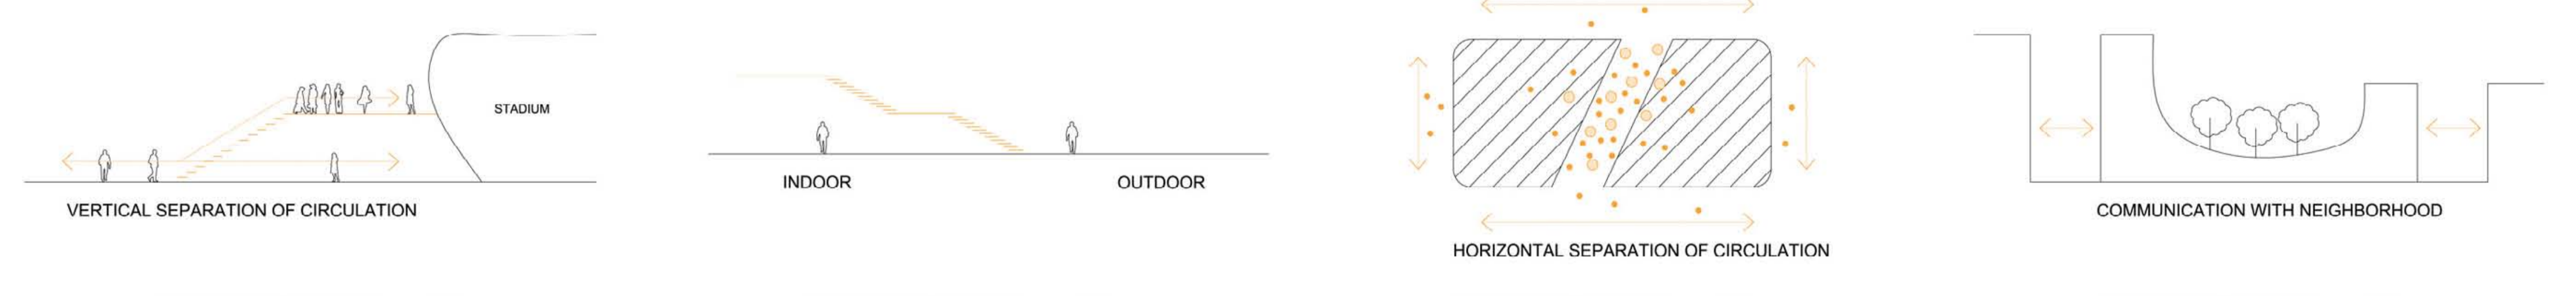 STADIUM
VERTICAL SEPARATION OF CIRCULATION
INDOOR
OUTDOOR
HORIZONTAL SEPARATION OF CIRCULATION
COMMUNICATION WITH NEIGHBORHOOD